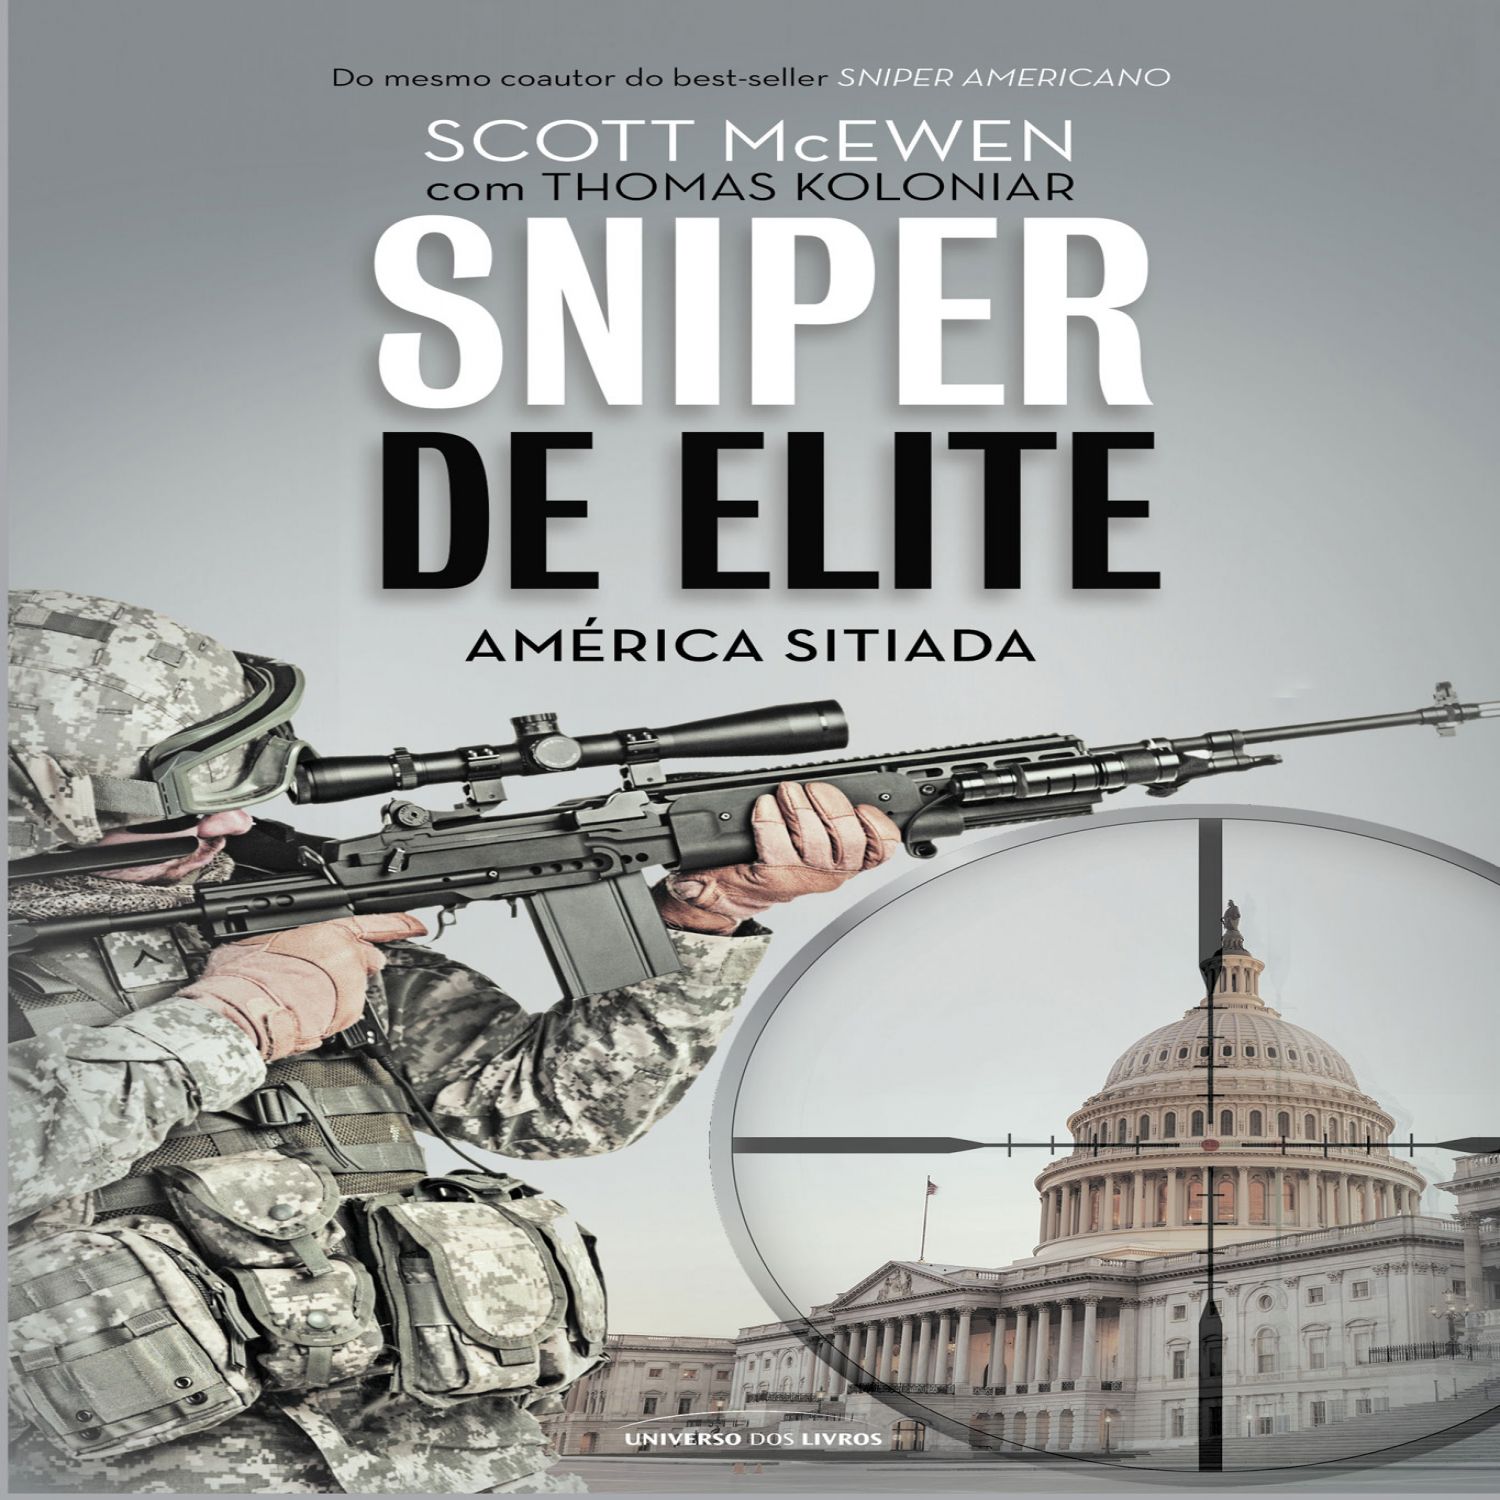 Do mesmo coautor do best-seller SNIPER AMERICANO
SCOTT McEWEN
com THOMAS KOLONIAR
SNIPER
DE ELITE
AMÉRICA SITIADA
UNIVERSO DOS LIVROS